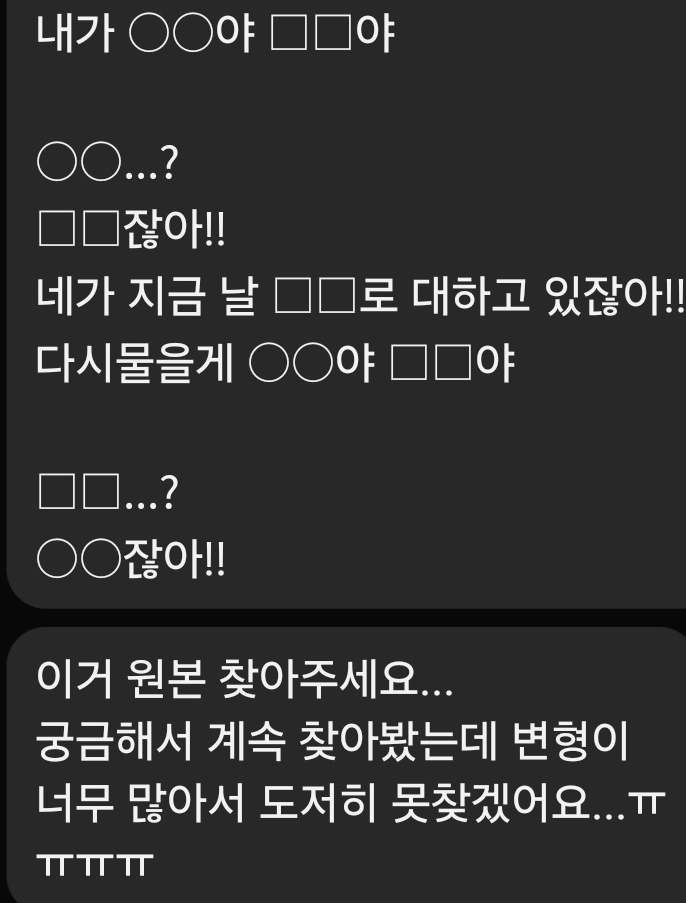 내가 ○○야 □□야
○○...?
□□잖아!!
네가 지금 날 □□로 대하고 있잖아!!
다시물을게 ○○야 □□야
□□...?
○○잖아!!
이거 원본 찾아주세요...
궁금해서 계속 찾아봤는데 변형이
너무 많아서 도저히 못찾겠어요...ㅠ
ㅠㅠㅠ